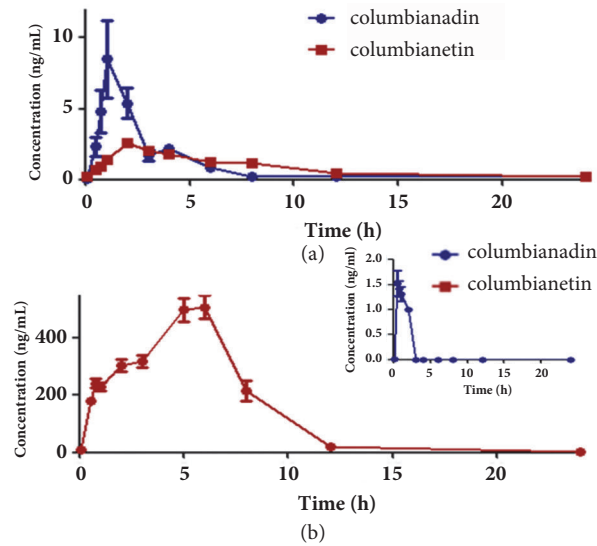 columbianadin
columbianetin
Concentration (ng/mL)
10
5
0
0
5
10
15
20
Time (h)
(a)
columbianadin
columbianetin
Concentration (ng/ml)
2.0
1.5
1.0
0.5
0.0
0
5
10
15
20
Time (h)
Concentration (ng/mL)
400
200
0
0
5
10
15
20
Time (h)
(b)